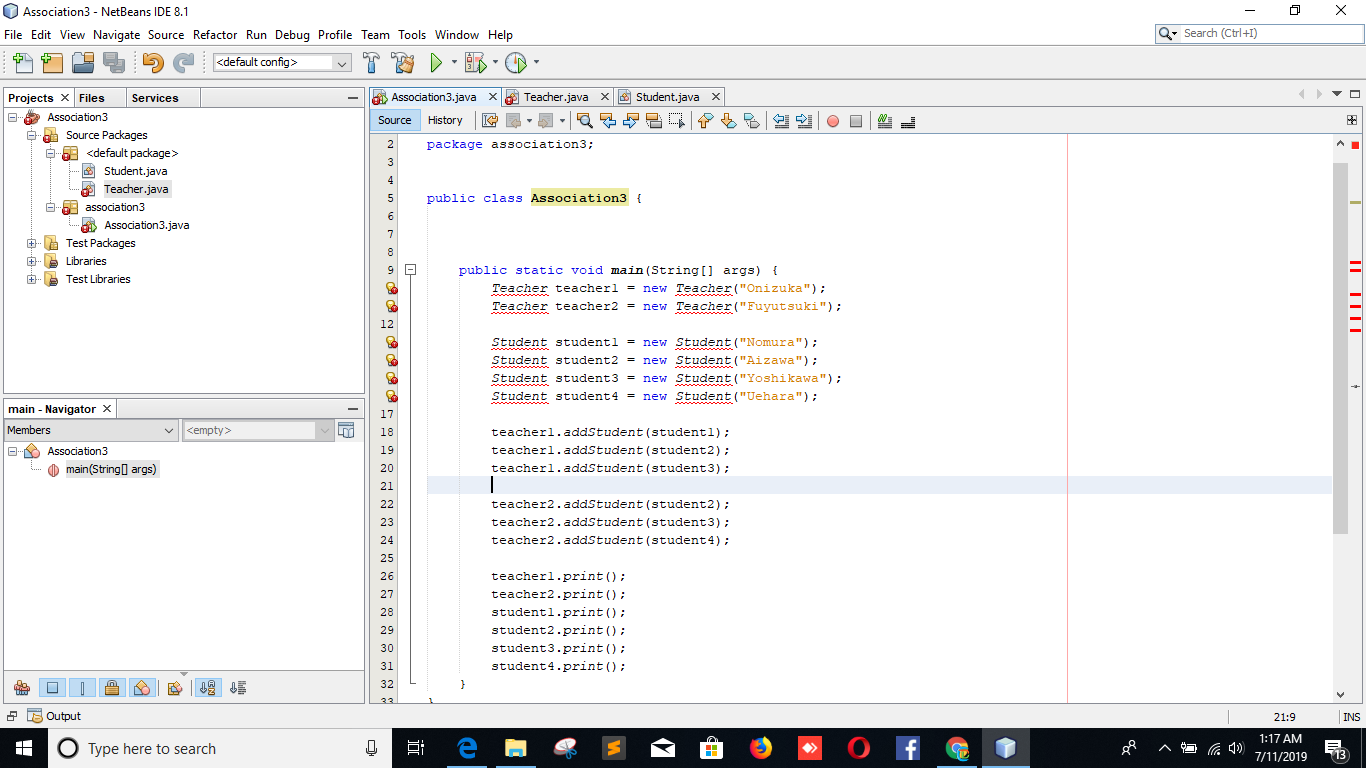 Association3 - NetBeans IDE 8.1
File Edit View Navigate Source Refactor Run Debug Profile Team Tools Window Help
Search (Ctrl+I)
<default config>
Projects Files Services
Association3
Source Packages
<default package>
Student.java
Teacher.java
association3
Association3.java
Test Packages
Libraries
Test Libraries
main - Navigator
Members
<empty>
Association3
main(String[] args)
Association3.java Teacher.java Student.java
Source History
2 package association3;
3
4
5 public class Association3 {
6
7
8
9 public static void main(String[] args) {
Teacher teacher1 = new Teacher("Onizuka");
Teacher teacher2 = new Teacher("Fuyutsuki");
12
Student student1 = new Student("Nomura");
Student student2 = new Student("Aizawa");
Student student3 = new Student("Yoshikawa");
Student student4 = new Student("Uehara");
17
18 teacher1.addStudent(student1);
19 teacher1.addStudent(student2);
20 teacher1.addStudent(student3);
21
22 teacher2.addStudent(student2);
23 teacher2.addStudent(student3);
24 teacher2.addStudent(student4);
25
26 teacher1.print();
27 teacher2.print();
28 student1.print();
29 student2.print();
30 student3.print();
31 student4.print();
32 }
33 }
Output
21:9 INS
Type here to search
1:17 AM
7/11/2019
13